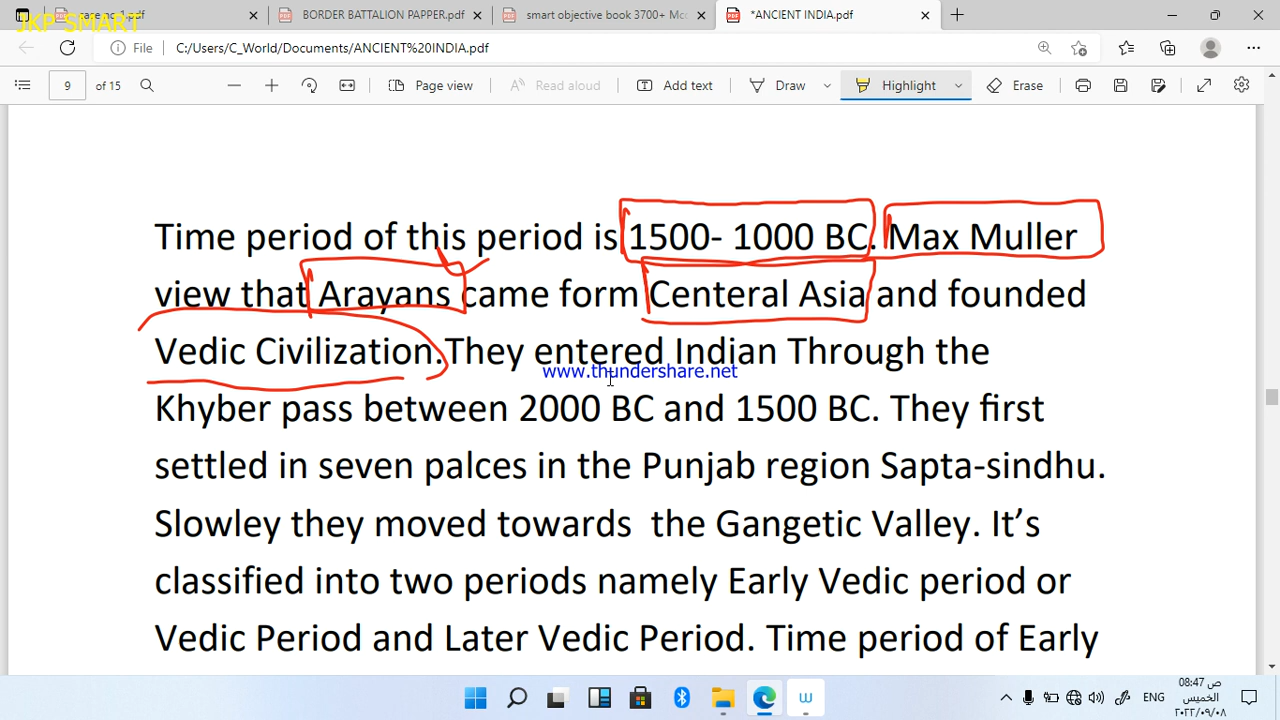 page no 1.pdf
BORDER BATTALION PAPPER.pdf
smart objective book 3700+ Mc
*ANCIENT INDIA.pdf
JKP SMART
File C:/Users/C_World/Documents/ANCIENT%20INDIA.pdf
9 of 15
Page view
Read aloud
Add text
Draw
Highlight
Erase
Time period of this period is 1500- 1000 BC. Max Muller
view that Arayans came form Centeral Asia and founded
Vedic Civilization.They entered Indian Through the
www.thundershare.net
Khyber pass between 2000 BC and 1500 BC. They first
settled in seven palces in the Punjab region Sapta-sindhu.
Slowley they moved towards the Gangetic Valley. It’s
classified into two periods namely Early Vedic period or
Vedic Period and Later Vedic Period. Time period of Early
ENG
08:47 ص
الخميس
٢٠٢٢/٠٩/٠٨